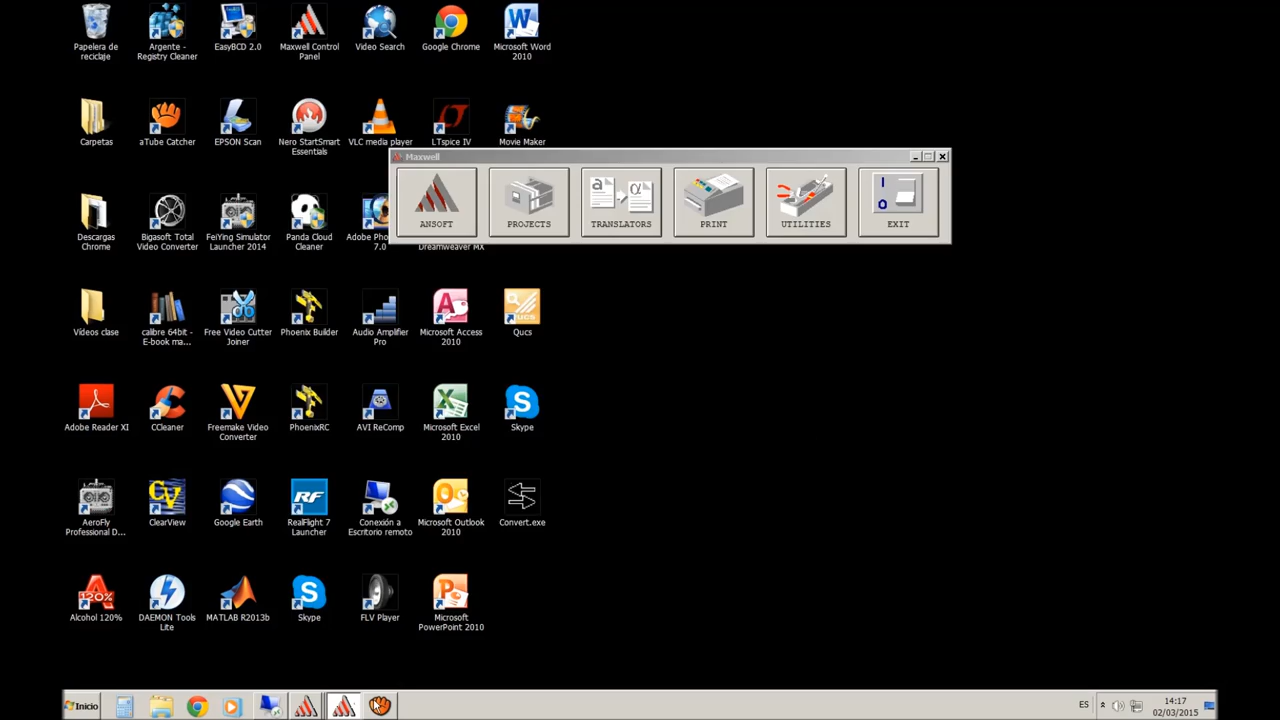 Papelera de
reciclaje
Argente -
Registry Cleaner
EasyBCD 2.0
Maxwell Control
Panel
Video Search
Google Chrome
Microsoft Word
2010
Carpetas
aTube Catcher
EPSON Scan
Nero StartSmart
Essentials
VLC media player
LTspice IV
Movie Maker
Maxwell
ANSOFT
PROJECTS
TRANSLATORS
PRINT
UTILITIES
EXIT
Descargas
Chrome
Bigasoft Total
Video Converter
FeiYing Simulator
Launcher 2014
Panda Cloud
Cleaner
Adobe Pho
7.0
Dreamweaver MX
Vídeos clase
calibre 64bit -
E-book ma...
Free Video Cutter
Joiner
Phoenix Builder
Audio Amplifier
Pro
Microsoft Access
2010
Qucs
Adobe Reader XI
CCleaner
Freemake Video
Converter
PhoenixRC
AVI ReComp
Microsoft Excel
2010
Skype
AeroFly
Professional D...
ClearView
Google Earth
RealFlight 7
Launcher
Conexión a
Escritorio remoto
Microsoft Outlook
2010
Convert.exe
Alcohol 120%
DAEMON Tools
Lite
MATLAB R2013b
Skype
FLV Player
Microsoft
PowerPoint 2010
Inicio
ES
14:17
02/03/2015